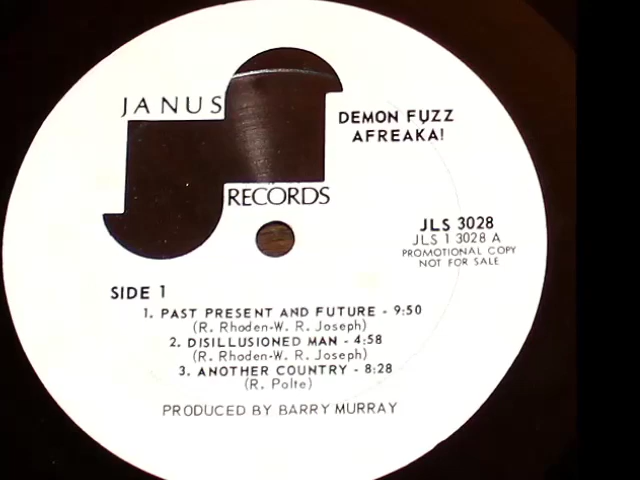 JANUS
RECORDS
DEMON FUZZ
AFREAKA!
JLS 3028
JLS 1 3028 A
PROMOTIONAL COPY
NOT FOR SALE
SIDE 1
1. PAST PRESENT AND FUTURE - 9:50
(R. Rhoden-W. R. Joseph)
2. DISILLUSIONED MAN - 4:58
(R. Rhoden-W. R. Joseph)
3. ANOTHER COUNTRY - 8:28
(R. Polte)
PRODUCED BY BARRY MURRAY